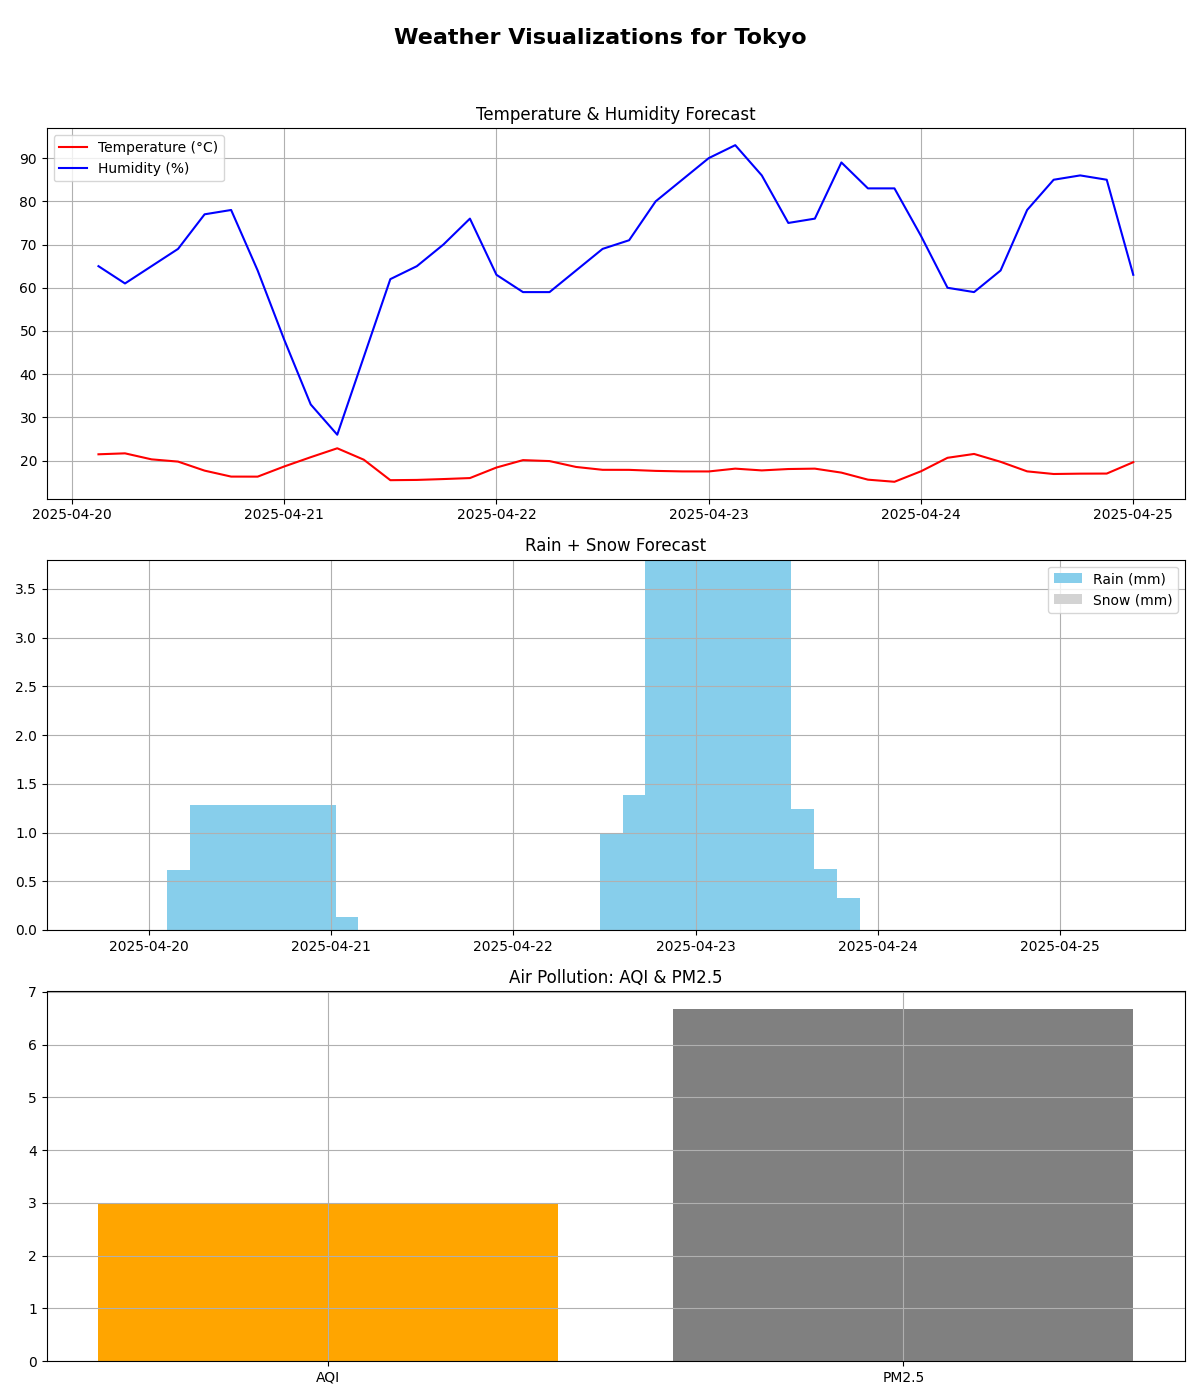 Weather Visualizations for Tokyo
Temperature & Humidity Forecast
Temperature (°C)
Humidity (%)
90
80
70
60
50
40
30
20
2025-04-20 2025-04-21 2025-04-22 2025-04-23 2025-04-24 2025-04-25
Rain + Snow Forecast
Rain (mm)
Snow (mm)
3.5
3.0
2.5
2.0
1.5
1.0
0.5
0.0
2025-04-20 2025-04-21 2025-04-22 2025-04-23 2025-04-24 2025-04-25
Air Pollution: AQI & PM2.5
7
6
5
4
3
2
1
0
AQI PM2.5